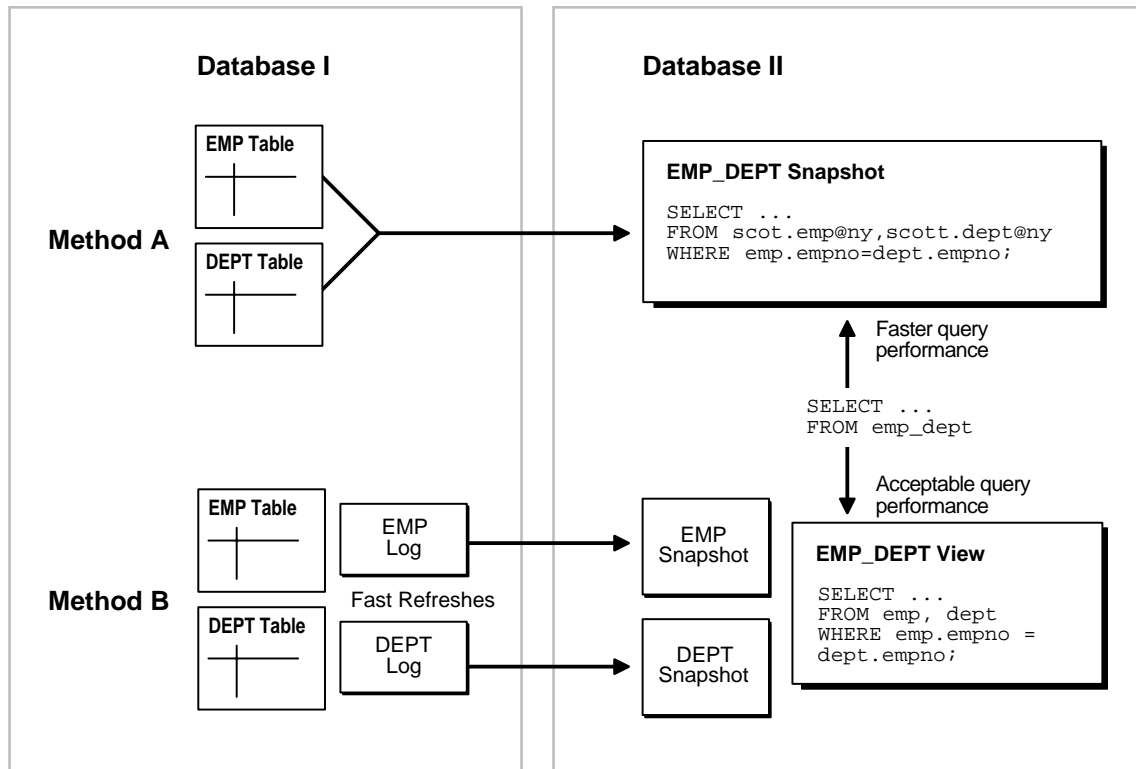 Database I
Database II
Method A
EMP Table
DEPT Table
EMP_DEPT Snapshot
SELECT ...
FROM scot.emp@ny,scott.dept@ny
WHERE emp.empno=dept.empno;
Faster query
performance
SELECT ...
FROM emp_dept
Acceptable query
performance
Method B
EMP Table
EMP
Log
Fast Refreshes
DEPT Table
DEPT
Log
EMP
Snapshot
DEPT
Snapshot
EMP_DEPT View
SELECT ...
FROM emp, dept
WHERE emp.empno =
dept.empno;